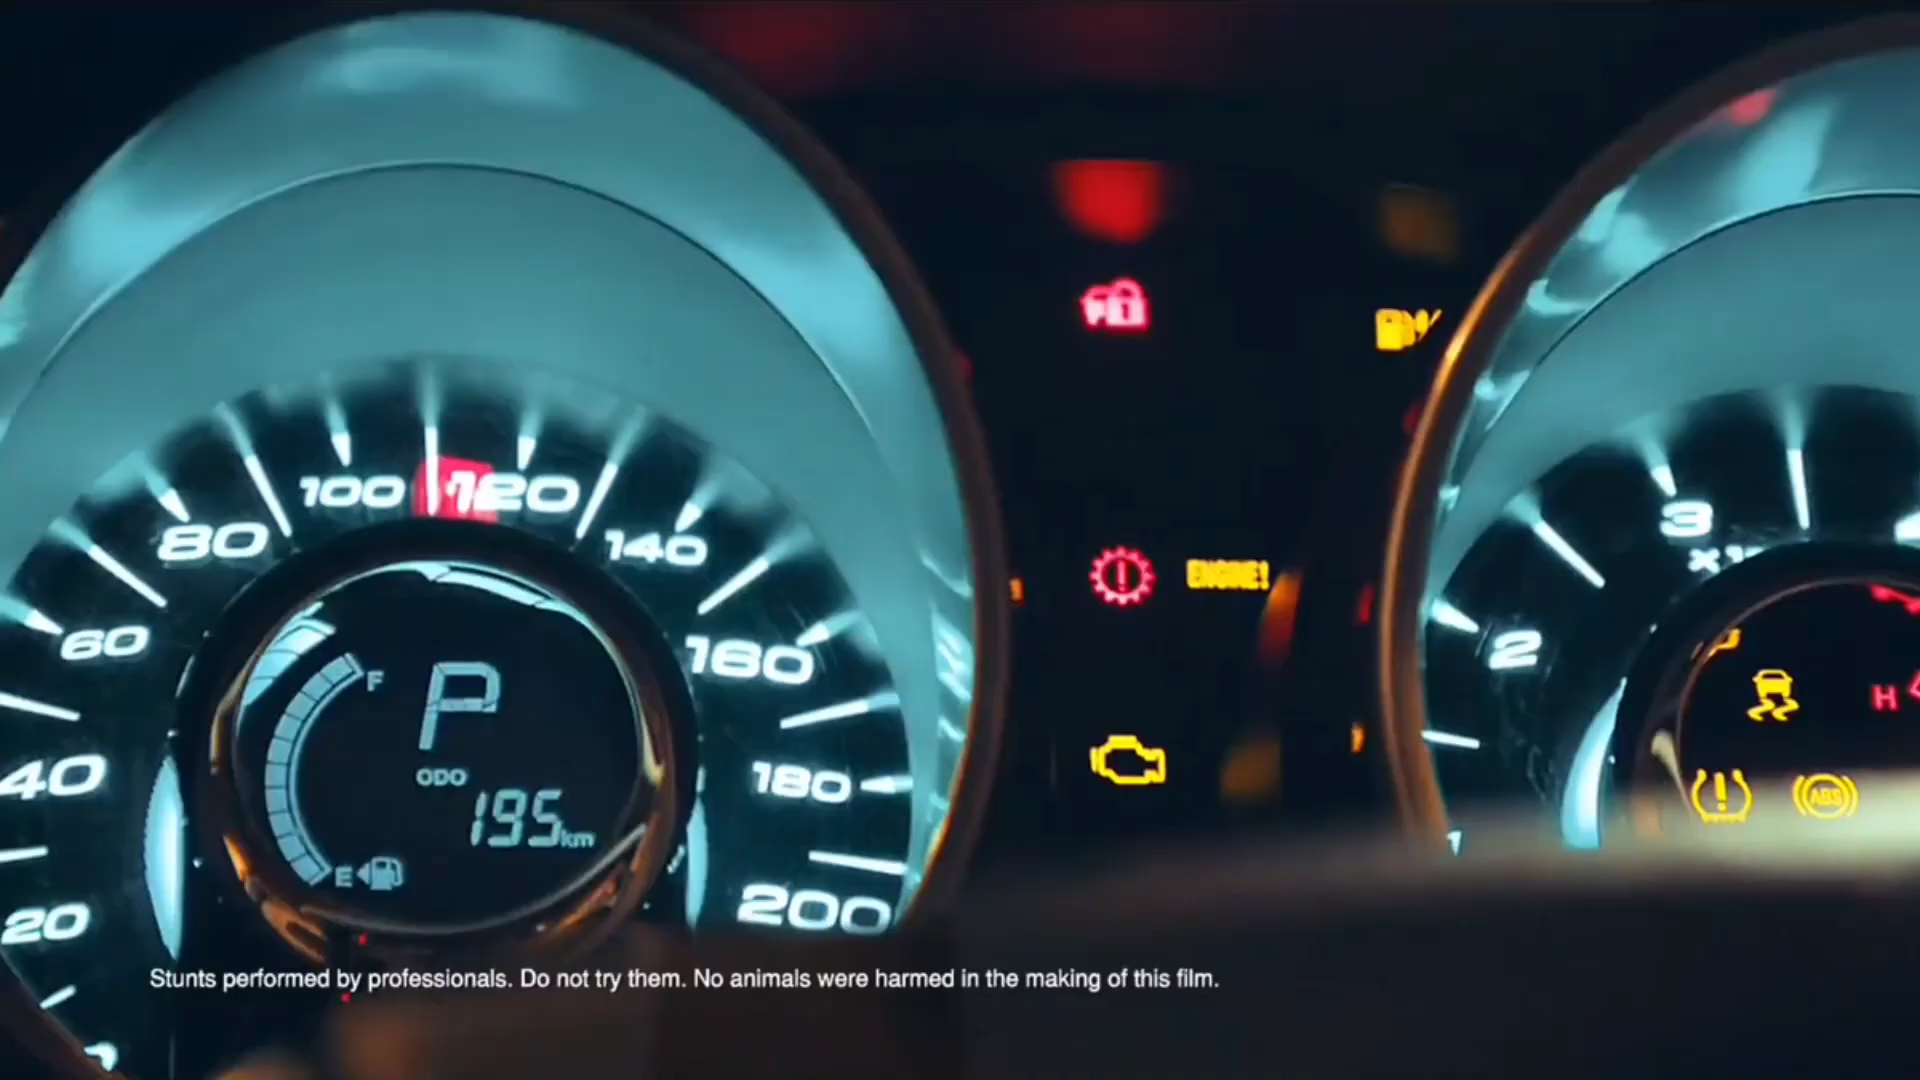 100 120
80 140
3
x1
ENGINE!
60 160
2
F
P
H
ODO
40 180
195km
ABS
E
20 200
Stunts performed by professionals. Do not try them. No animals were harmed in the making of this film.